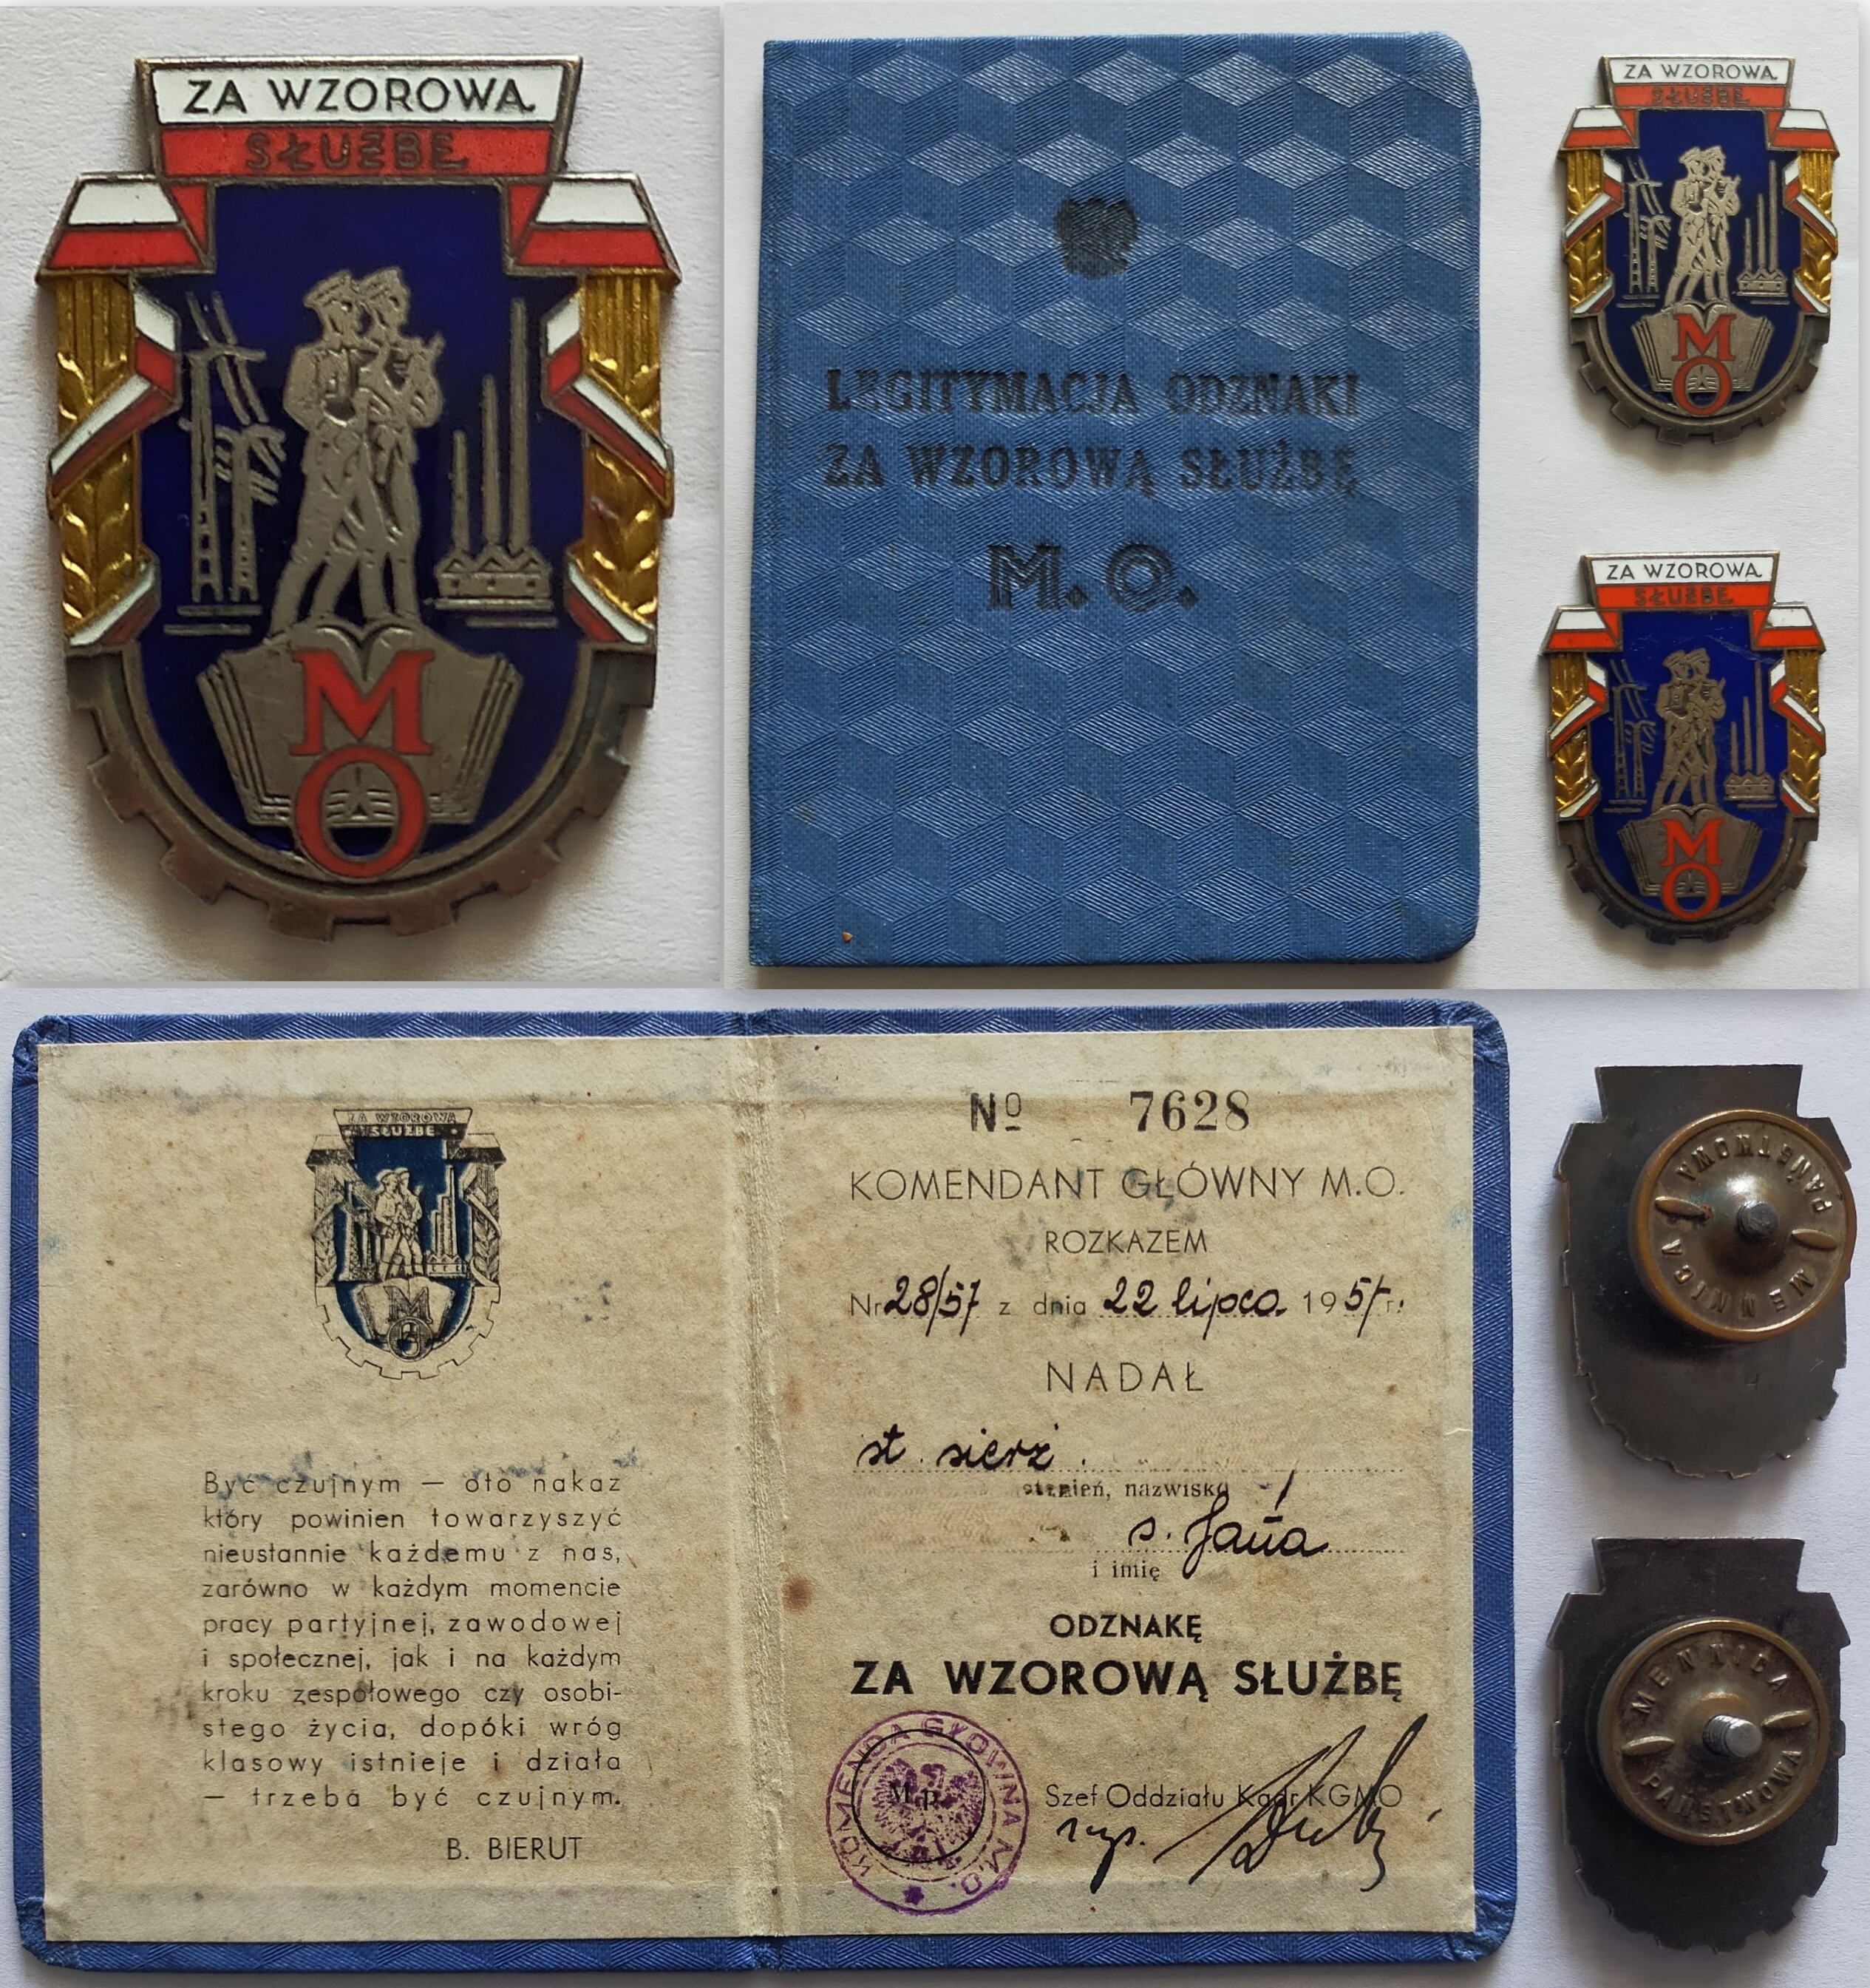 ZA WZOROWĄ
SŁUŻBĘ
MO
LEGITYMACJA ODZNAKI
ZA WZOROWĄ SŁUŻBĘ
M.O.
ZA WZOROWĄ
SŁUŻBĘ
MO
ZA WZOROWĄ
SŁUŻBĘ
MO
ZA WZOROWĄ
SŁUŻBĘ
MO
Być czujnym — oto nakaz
który powinien towarzyszyć
nieustannie każdemu z nas,
zarówno w każdym momencie
pracy partyjnej, zawodowej
i społecznej, jak i na każdym
kroku zespołowego czy osobi-
stego życia, dopóki wróg
klasowy istnieje i działa
— trzeba być czujnym.
B. BIERUT
Nº 7628
KOMENDANT GŁÓWNY M.O.
ROZKAZEM
Nr 28/57 z dnia 22 lipca 1957 r.
NADAŁ
st. sierż.
stopień, nazwisko
s. Jana
i imię
ODZNAKĘ
ZA WZOROWĄ SŁUŻBĘ
KOMENDA GŁÓWNA M.O.
M.p.
Szef Oddziału Kadr KGMO
MENNICA PAŃSTWOWA
MENNICA PAŃSTWOWA